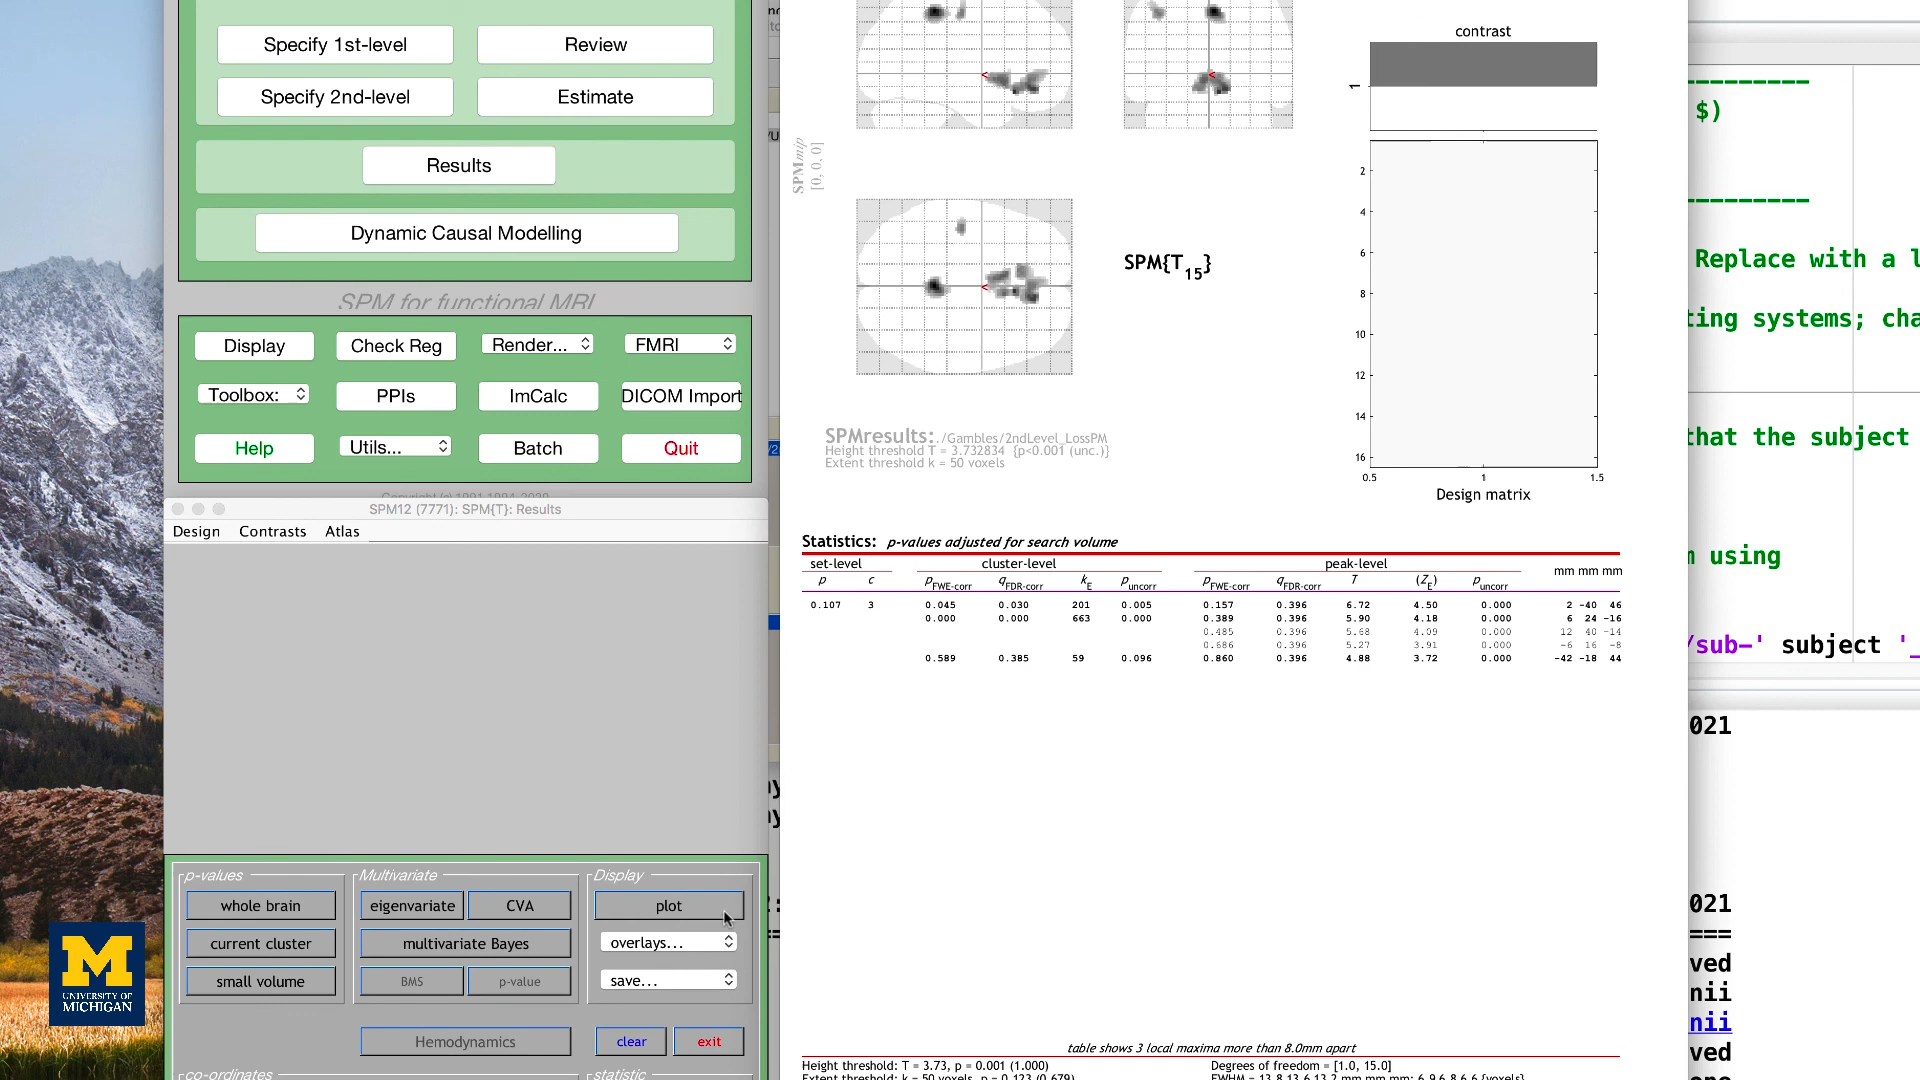 Specify 1st-level
Review
Specify 2nd-level
Estimate
Results
Dynamic Causal Modelling
SPM for functional MRI
Display
Check Reg
Render...
FMRI
Toolbox:
PPIs
ImCalc
DICOM Import
Help
Utils...
Batch
Quit
SPM12 (7771): SPM{T}: Results
Design
Contrasts
Atlas
p-values
whole brain
current cluster
small volume
Multivariate
eigenvariate
CVA
multivariate Bayes
BMS
p-value
Display
plot
overlays...
save...
Hemodynamics
clear
exit
co-ordinates
statistic
UNIVERSITY OF
MICHIGAN
SPMmip
[0, 0, 0]
SPM{T15}
contrast
1
2
4
6
8
10
12
14
16
0.5 1 1.5
Design matrix
SPMresults: ./Gambles/2ndLevel_LossPM
Height threshold T = 3.732834 {p<0.001 (unc.)}
Extent threshold k = 50 voxels
Statistics: p-values adjusted for search volume
set-level cluster-level peak-level mm mm mm
p c pFWE-corr qFDR-corr kE puncorr pFWE-corr qFDR-corr T (ZE) puncorr
0.107 3 0.045 0.030 201 0.005 0.157 0.396 6.72 4.50 0.000 2 -40 46
0.000 0.000 663 0.000 0.389 0.396 5.90 4.18 0.000 6 24 -16
0.485 0.396 5.68 4.09 0.000 12 40 -14
0.686 0.396 5.27 3.91 0.000 -6 16 -8
0.589 0.385 59 0.096 0.860 0.396 4.88 3.72 0.000 -42 -18 44
table shows 3 local maxima more than 8.0mm apart
Height threshold: T = 3.73, p = 0.001 (1.000)
Degrees of freedom = [1.0, 15.0]
Extent threshold: k = 50 voxels, p = 0.123 (0.679)
---------
$)
---------
Replace with a
ting systems;
that the subject
using
/sub-' subject '_
021
021
===
ved
nii
nii
ved